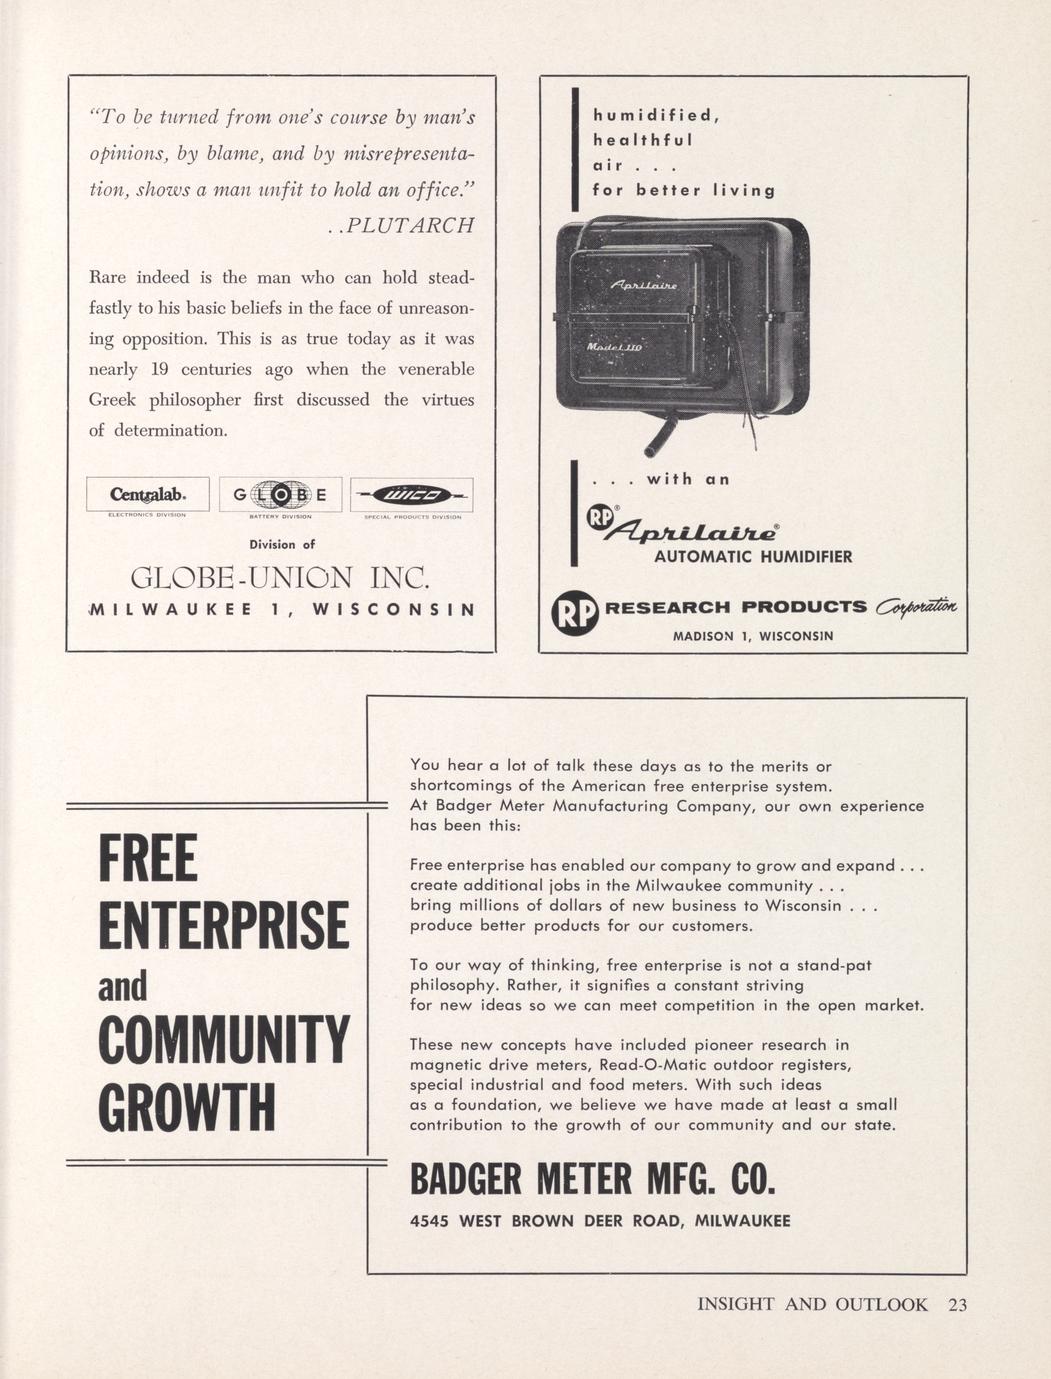 “To be turned from one’s course by man’s
opinions, by blame, and by misrepresenta-
tion, shows a man unfit to hold an office.”
. .PLUTARCH
Rare indeed is the man who can hold stead-
fastly to his basic beliefs in the face of unreason-
ing opposition. This is as true today as it was
nearly 19 centuries ago when the venerable
Greek philosopher first discussed the virtues
of determination.
Centralab.
ELECTRONICS DIVISION
GLOBE
BATTERY DIVISION
WICO
SPECIAL PRODUCTS DIVISION
Division of
GLOBE-UNION INC.
MILWAUKEE 1, WISCONSIN
humidified,
healthful
air . . .
for better living
Aprilaire
Model 110
. . . with an
RP® Aprilaire®
AUTOMATIC HUMIDIFIER
RP RESEARCH PRODUCTS Corporation
MADISON 1, WISCONSIN
FREE
ENTERPRISE
and
COMMUNITY
GROWTH
You hear a lot of talk these days as to the merits or
shortcomings of the American free enterprise system.
At Badger Meter Manufacturing Company, our own experience
has been this:
Free enterprise has enabled our company to grow and expand . . .
create additional jobs in the Milwaukee community . . .
bring millions of dollars of new business to Wisconsin . . .
produce better products for our customers.
To our way of thinking, free enterprise is not a stand-pat
philosophy. Rather, it signifies a constant striving
for new ideas so we can meet competition in the open market.
These new concepts have included pioneer research in
magnetic drive meters, Read-O-Matic outdoor registers,
special industrial and food meters. With such ideas
as a foundation, we believe we have made at least a small
contribution to the growth of our community and our state.
BADGER METER MFG. CO.
4545 WEST BROWN DEER ROAD, MILWAUKEE
INSIGHT AND OUTLOOK 23